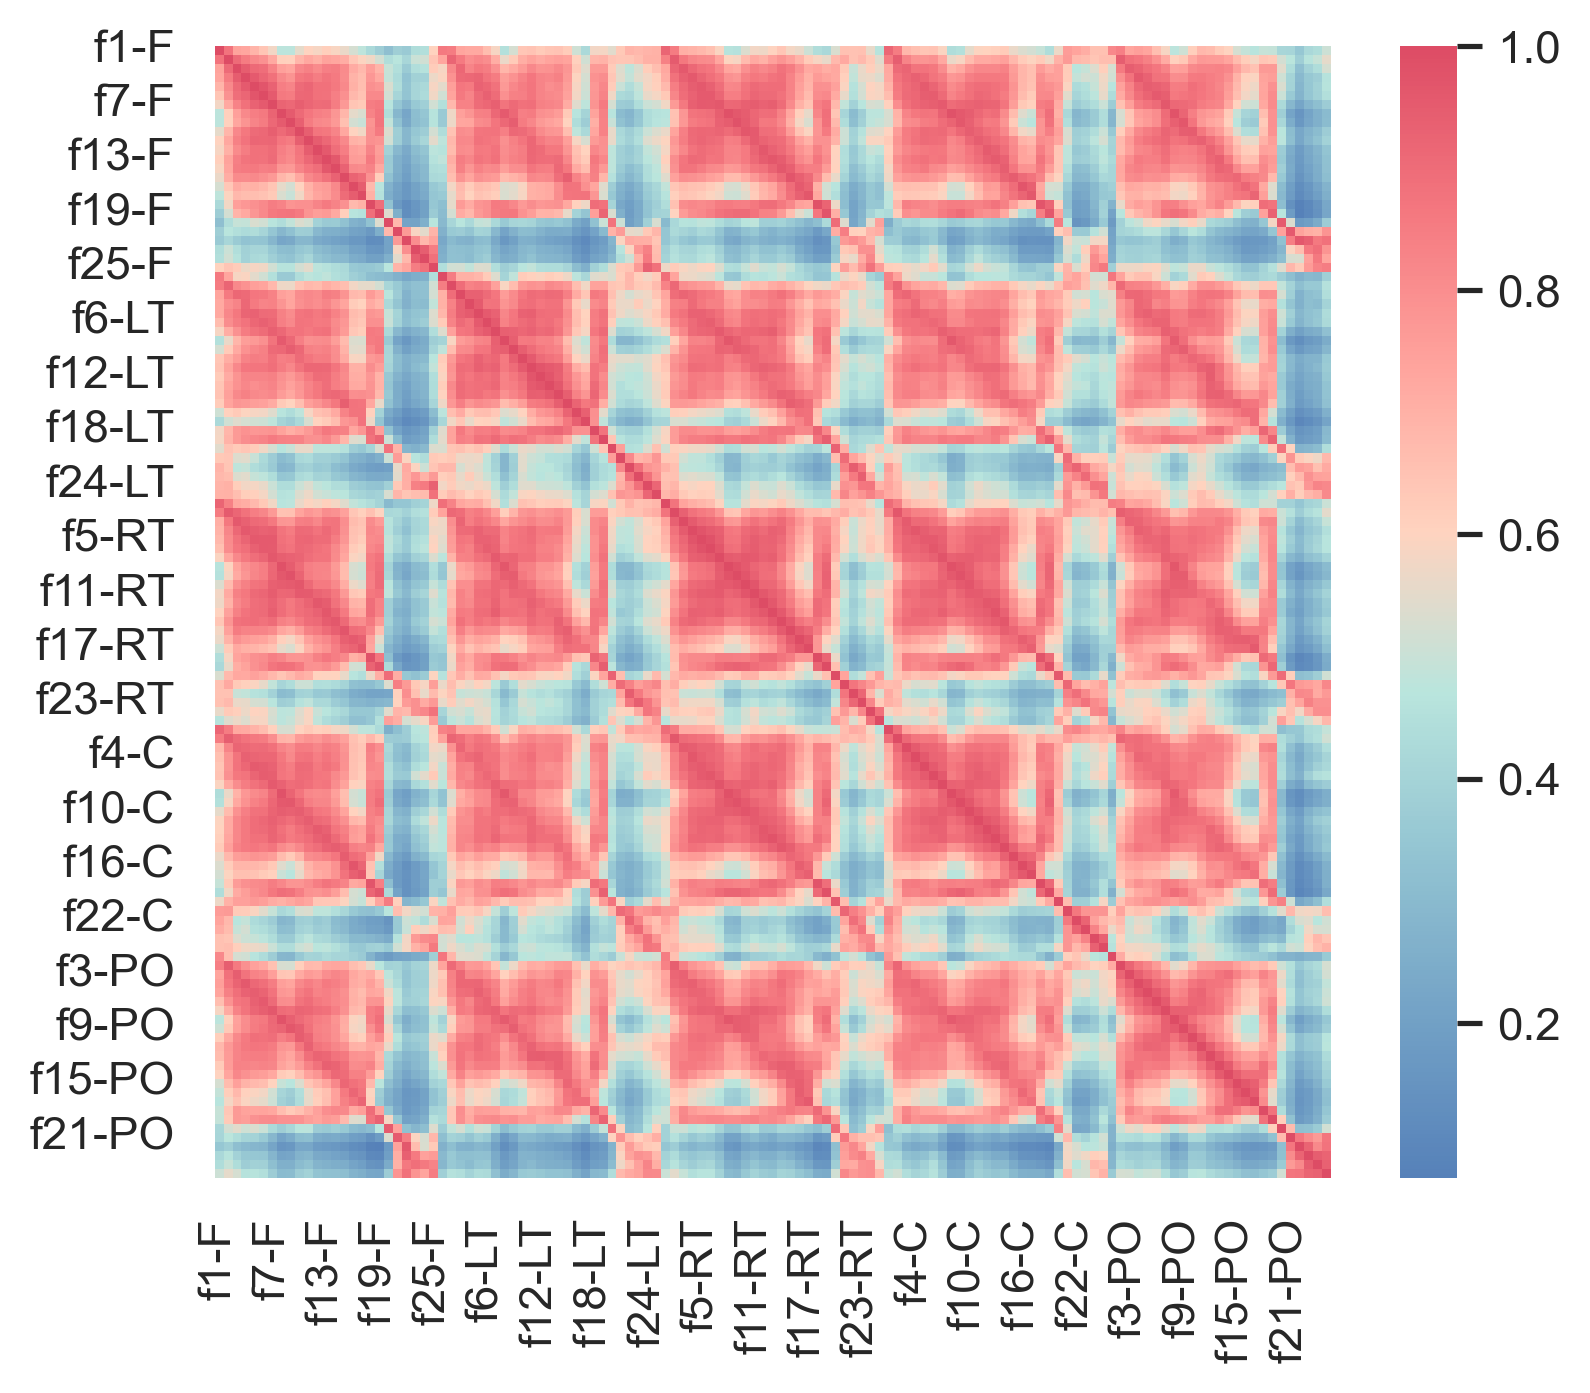 f1-F
f7-F
f13-F
f19-F
f25-F
f6-LT
f12-LT
f18-LT
f24-LT
f5-RT
f11-RT
f17-RT
f23-RT
f4-C
f10-C
f16-C
f22-C
f3-PO
f9-PO
f15-PO
f21-PO
1.0
0.8
0.6
0.4
0.2
f1-F
f7-F
f13-F
f19-F
f25-F
f6-LT
f12-LT
f18-LT
f24-LT
f5-RT
f11-RT
f17-RT
f23-RT
f4-C
f10-C
f16-C
f22-C
f3-PO
f9-PO
f15-PO
f21-PO